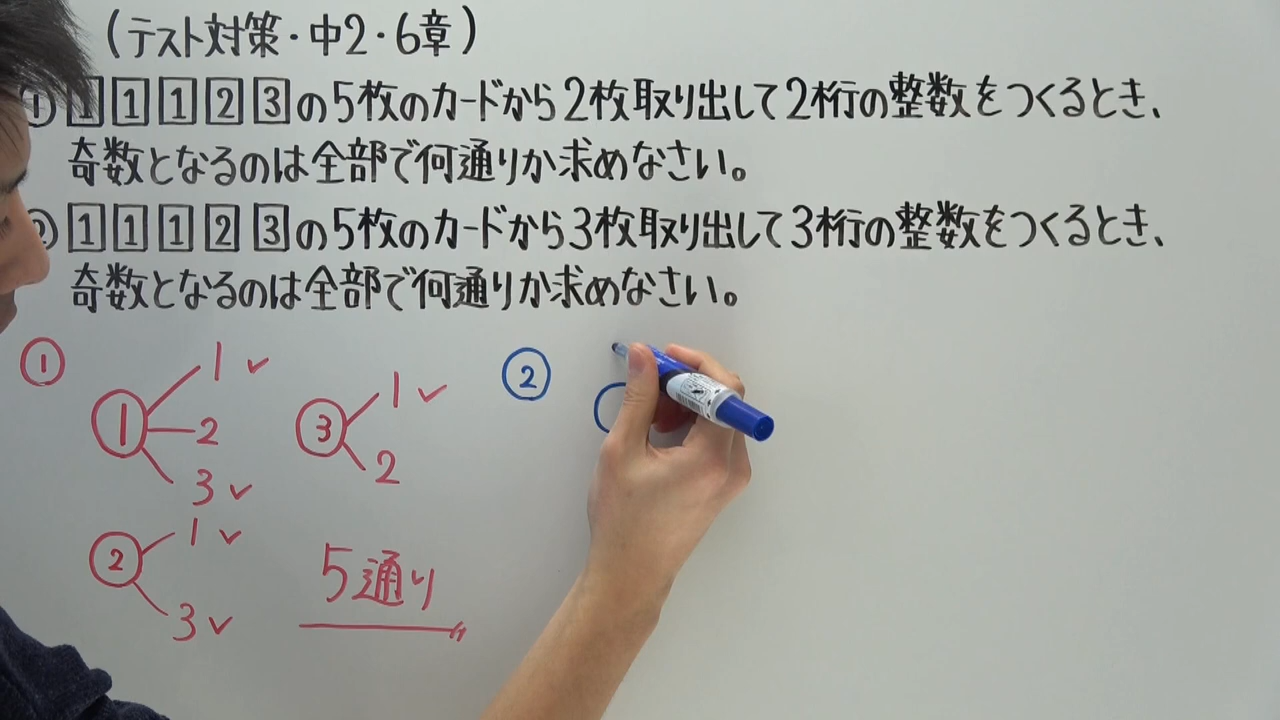 (テスト対策・中2・6章)
① 1 1 1 2 3 の5枚のカードから2枚取り出して2桁の整数をつくるとき、
奇数となるのは全部で何通りか求めなさい。
1 1 1 2 3 の5枚のカードから3枚取り出して3桁の整数をつくるとき、
奇数となるのは全部で何通りか求めなさい。
①
① 1 ✓
2
3 ✓
③ 1 ✓
2
② 1 ✓
3 ✓
5通り
②